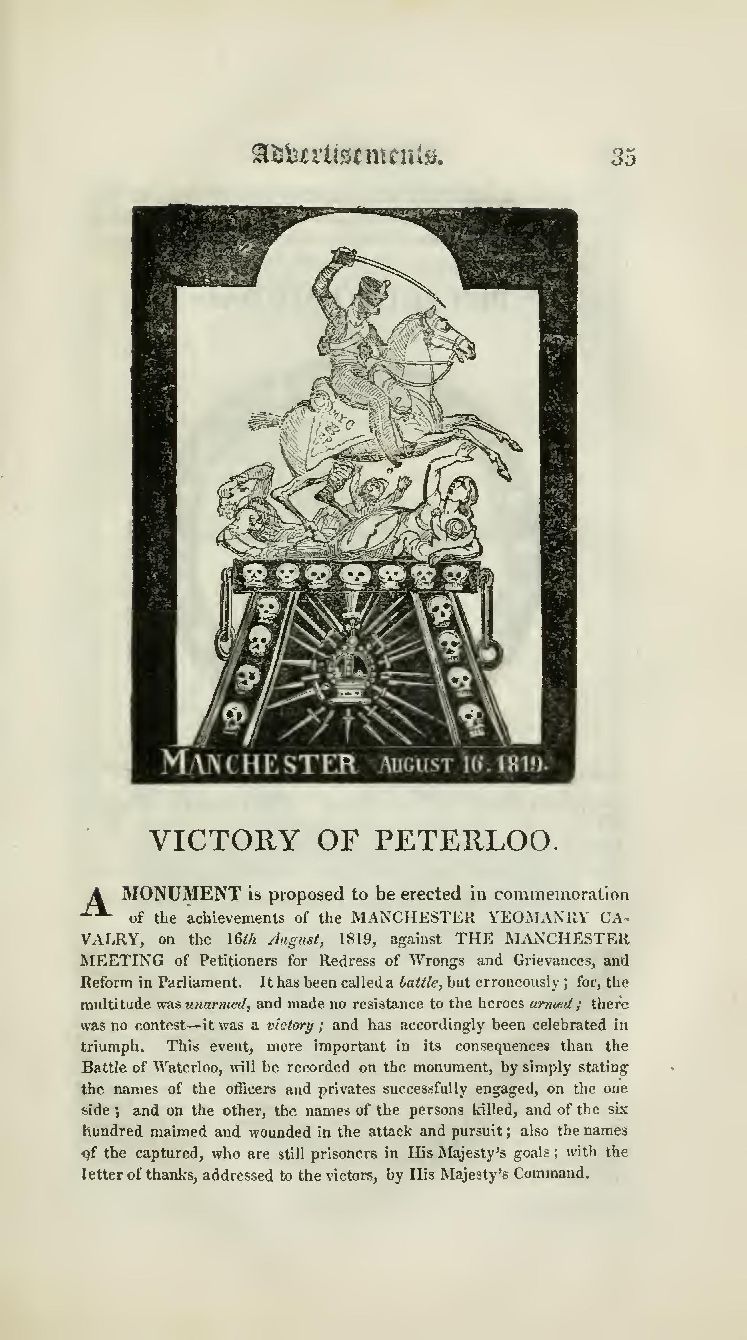 Advertisements. 35
MYC
MANCHESTER AUGUST 16. 1819.
VICTORY OF PETERLOO.
A MONUMENT is proposed to be erected in commemoration
of the achievements of the MANCHESTER YEOMANRY CA-
VALRY, on the 16th August, 1819, against THE MANCHESTER
MEETING of Petitioners for Redress of Wrongs and Grievances, and
Reform in Parliament. It has been called a battle, but erroneously; for, the
multitude was unarmed, and made no resistance to the heroes armed; there
was no contest—it was a victory; and has accordingly been celebrated in
triumph. This event, more important in its consequences than the
Battle of Waterloo, will be recorded on the monument, by simply stating
the names of the officers and privates successfully engaged, on the one
side; and on the other, the names of the persons killed, and of the six
hundred maimed and wounded in the attack and pursuit; also the names
of the captured, who are still prisoners in His Majesty's goals; with the
letter of thanks, addressed to the victors, by His Majesty's Command.